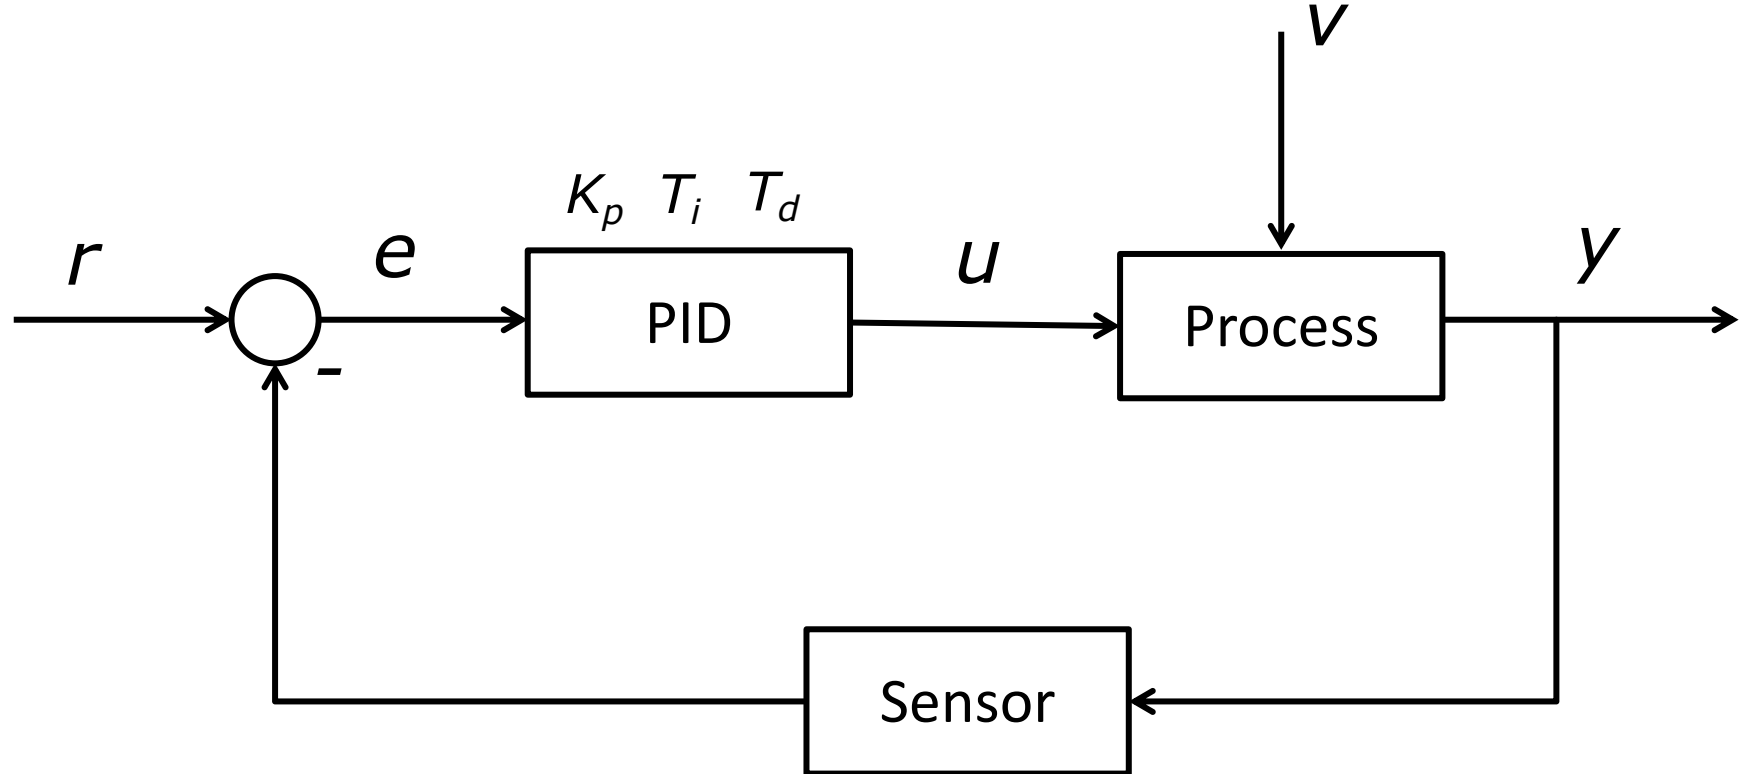 v
K_p T_i T_d
r
e
u
y
PID
Process
-
Sensor